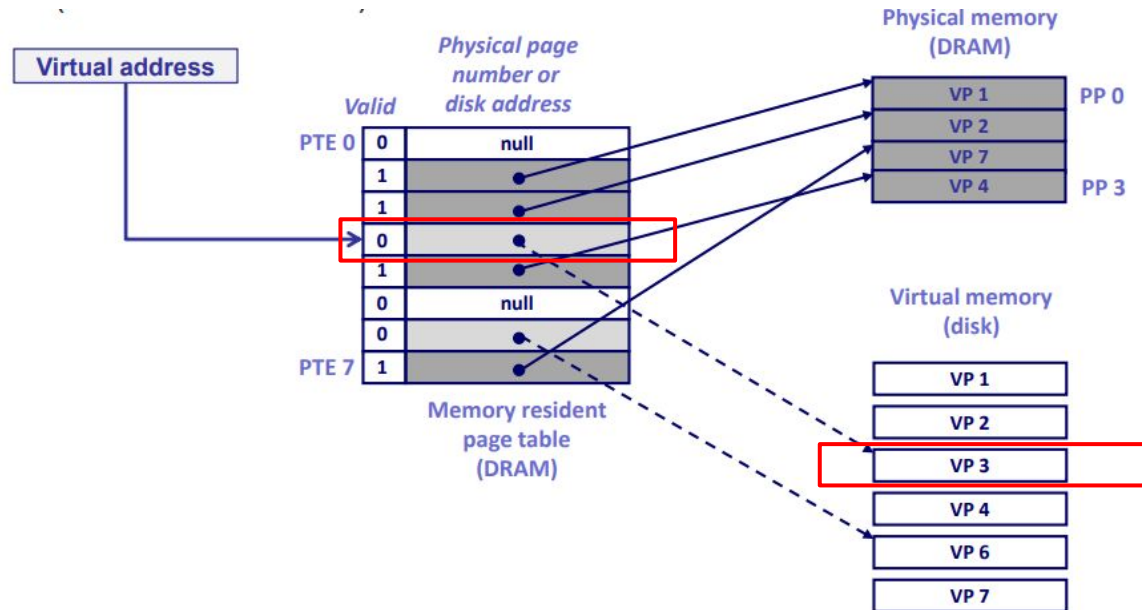 Physical memory
(DRAM)
Physical page
number or
disk address
Virtual address
Valid
VP 1
PP 0
VP 2
PTE 0
0
null
VP 7
1
VP 4
PP 3
1
0
1
Virtual memory
(disk)
0
null
0
PTE 7
1
VP 1
Memory resident
page table
(DRAM)
VP 2
VP 3
VP 4
VP 6
VP 7